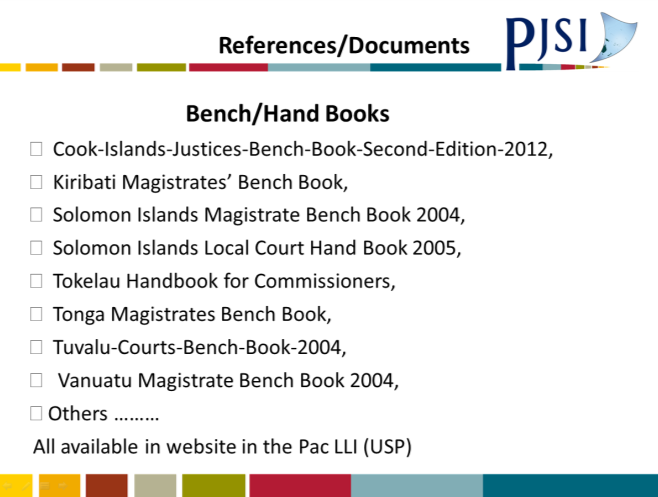 References/Documents
PJSI
Bench/Hand Books
□ Cook-Islands-Justices-Bench-Book-Second-Edition-2012,
□ Kiribati Magistrates’ Bench Book,
□ Solomon Islands Magistrate Bench Book 2004,
□ Solomon Islands Local Court Hand Book 2005,
□ Tokelau Handbook for Commissioners,
□ Tonga Magistrates Bench Book,
□ Tuvalu-Courts-Bench-Book-2004,
□ Vanuatu Magistrate Bench Book 2004,
□ Others ………
All available in website in the Pac LLI (USP)